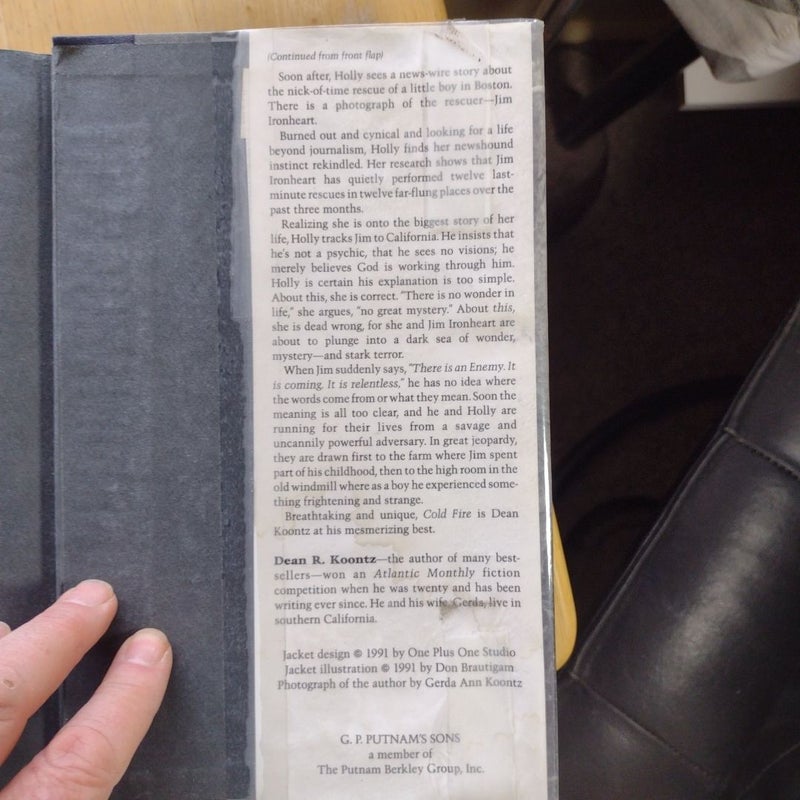 (Continued from front flap)
Soon after, Holly sees a news-wire story about
the nick-of-time rescue of a little boy in Boston.
There is a photograph of the rescuer—Jim
Ironheart.
Burned out and cynical and looking for a life
beyond journalism, Holly finds her newshound
instinct rekindled. Her research shows that Jim
Ironheart has quietly performed twelve last-
minute rescues in twelve far-flung places over the
past three months.
Realizing she is onto the biggest story of her
life, Holly tracks Jim to California. He insists that
he's not a psychic, that he sees no visions; he
merely believes God is working through him.
Holly is certain his explanation is too simple.
About this, she is correct. "There is no wonder in
life," she argues, "no great mystery." About this,
she is dead wrong, for she and Jim Ironheart are
about to plunge into a dark sea of wonder,
mystery—and stark terror.
When Jim suddenly says, "There is an Enemy. It
is coming. It is relentless," he has no idea where
the words come from or what they mean. Soon the
meaning is all too clear, and he and Holly are
running for their lives from a savage and
uncannily powerful adversary. In great jeopardy,
they are drawn first to the farm where Jim spent
part of his childhood, then to the high room in the
old windmill where as a boy he experienced some-
thing frightening and strange.
Breathtaking and unique, Cold Fire is Dean
Koontz at his mesmerizing best.
Dean R. Koontz—the author of many best-
sellers—won an Atlantic Monthly fiction
competition when he was twenty and has been
writing ever since. He and his wife, Gerda, live in
southern California.
Jacket design © 1991 by One Plus One Studio
Jacket illustration © 1991 by Don Brautigam
Photograph of the author by Gerda Ann Koontz
G. P. PUTNAM'S SONS
a member of
The Putnam Berkley Group, Inc.